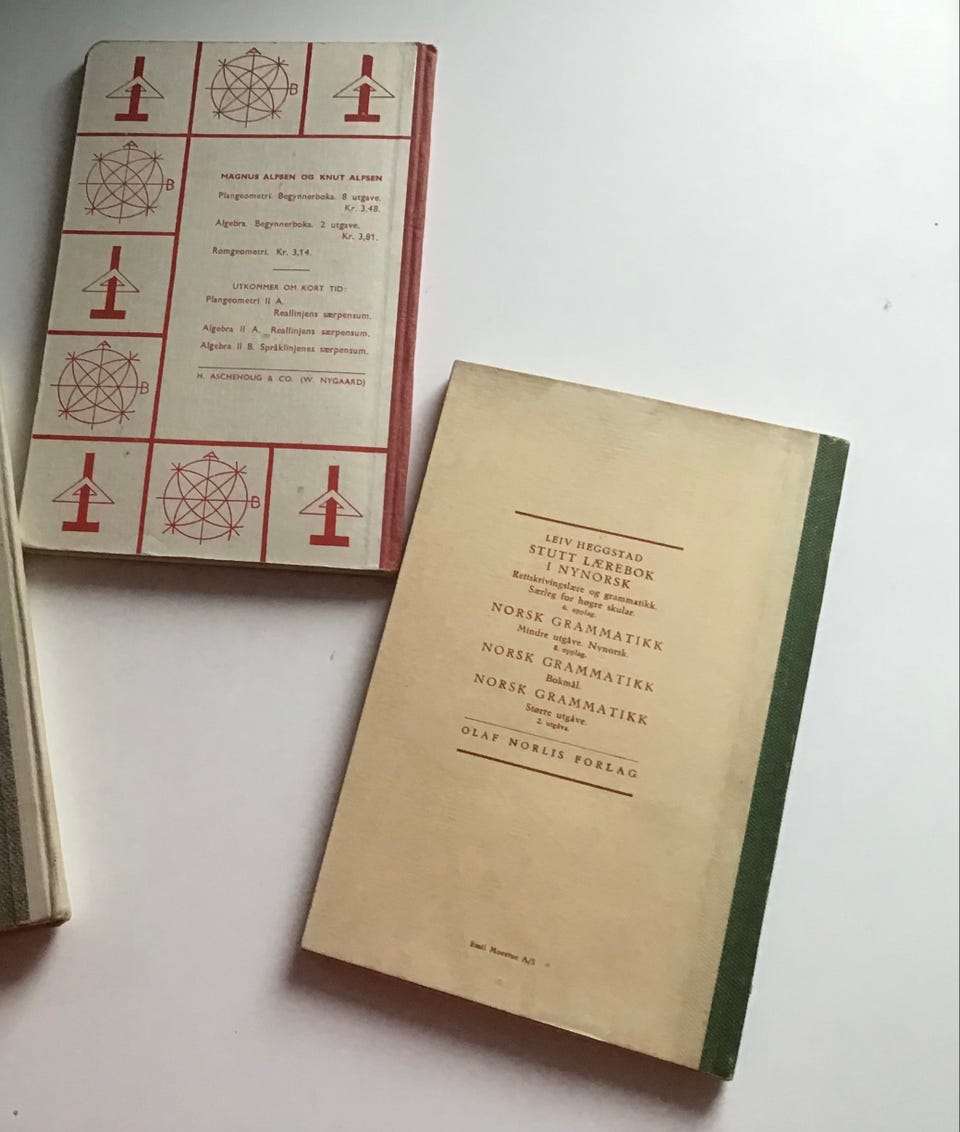 MAGNUS ALFSEN OG KNUT ALFSEN
Plangeometri. Begynnerboka. 8 utgave.
Kr. 3,48.
Algebra. Begynnerboka. 2 utgave.
Kr. 3,81.
Romgeometri. Kr. 3,14.
UTKOMMER OM KORT TID:
Plangeometri II A.
Reallinjens særpensum.
Algebra II A. Reallinjens særpensum.
Algebra II B. Språklinjenes særpensum.
H. ASCHEHOUG & CO. (W. NYGAARD)
A
B
A
B
A
B
A
B
LEIV HEGGSTAD
STUTT LÆREBOK
I NYNORSK
Rettskrivingslære og grammatikk.
Særleg for høgre skular.
6. opplag.
NORSK GRAMMATIKK
Mindre utgåve. Nynorsk.
8. opplag.
NORSK GRAMMATIKK
Bokmål.
NORSK GRAMMATIKK
Større utgåve.
2. utgåva.
OLAF NORLIS FORLAG
Emil Moestue A/S